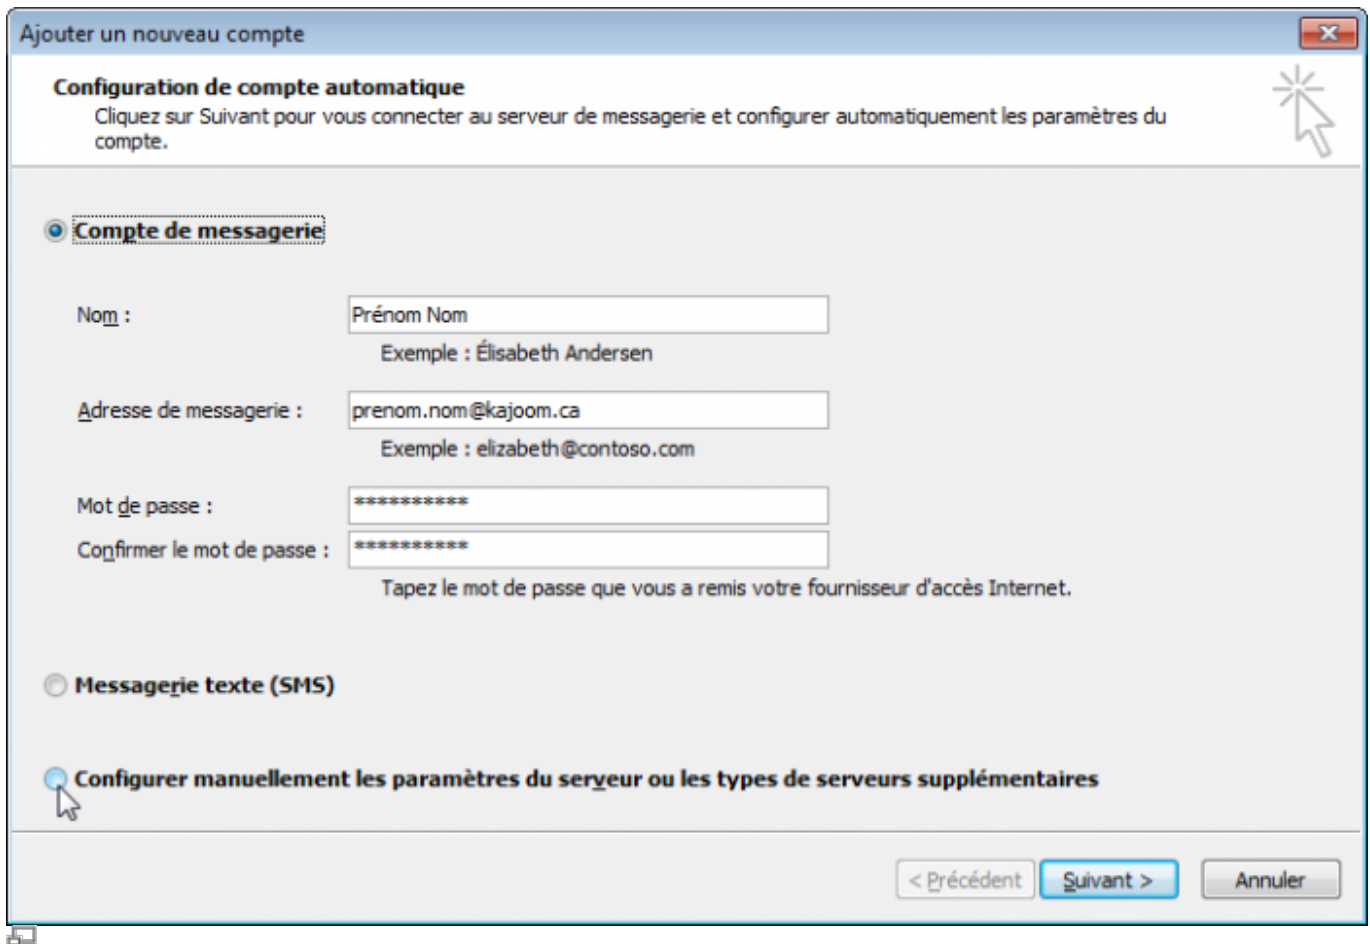 Ajouter un nouveau compte
Configuration de compte automatique
Cliquez sur Suivant pour vous connecter au serveur de messagerie et configurer automatiquement les paramètres du
compte.
Compte de messagerie
Nom :
Prénom Nom
Exemple : Élisabeth Andersen
Adresse de messagerie :
prenom.nom@kajoom.ca
Exemple : elizabeth@contoso.com
Mot de passe :
**********
Confirmer le mot de passe :
**********
Tapez le mot de passe que vous a remis votre fournisseur d'accès Internet.
Messagerie texte (SMS)
Configurer manuellement les paramètres du serveur ou les types de serveurs supplémentaires
< Précédent
Suivant >
Annuler